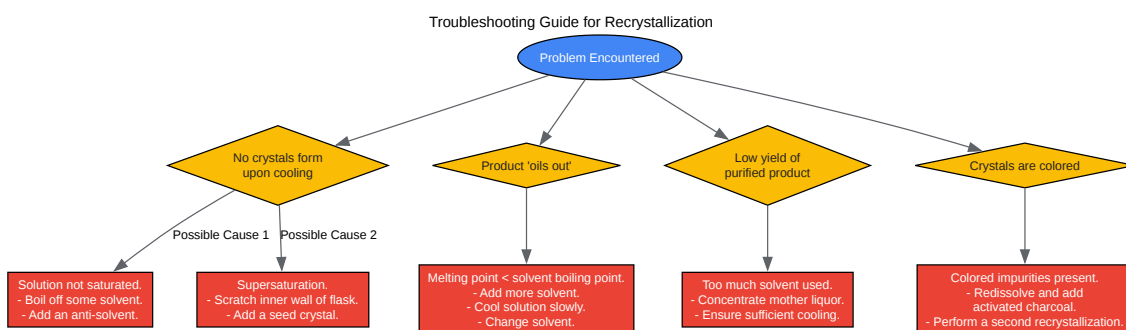 Troubleshooting Guide for Recrystallization
Problem Encountered
No crystals form
upon cooling
Product 'oils out'
Low yield of
purified product
Crystals are colored
Possible Cause 1
Possible Cause 2
Solution not saturated.
- Boil off some solvent.
- Add an anti-solvent.
Supersaturation.
- Scratch inner wall of flask.
- Add a seed crystal.
Melting point < solvent boiling point.
- Add more solvent.
- Cool solution slowly.
- Change solvent.
Too much solvent used.
- Concentrate mother liquor.
- Ensure sufficient cooling.
Colored impurities present.
- Redissolve and add
activated charcoal.
- Perform a second recrystallization.